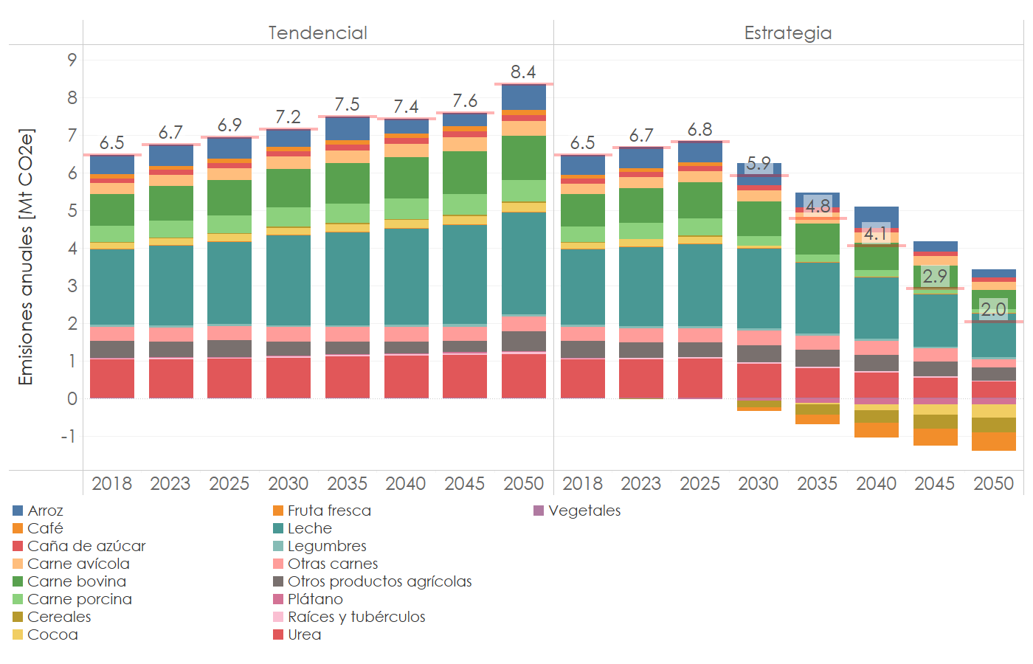 Tendencial Estrategia
Emisiones anuales [Mt CO2e]
9
8
7
6
5
4
3
2
1
0
-1
6.5 6.7 6.9 7.2 7.5 7.4 7.6 8.4
6.5 6.7 6.8 5.9 4.8 4.1 2.9 2.0
2018 2023 2025 2030 2035 2040 2045 2050 2018 2023 2025 2030 2035 2040 2045 2050
Arroz
Café
Caña de azúcar
Carne avícola
Carne bovina
Carne porcina
Cereales
Cocoa
Fruta fresca
Leche
Legumbres
Otras carnes
Otros productos agrícolas
Plátano
Raíces y tubérculos
Urea
Vegetales